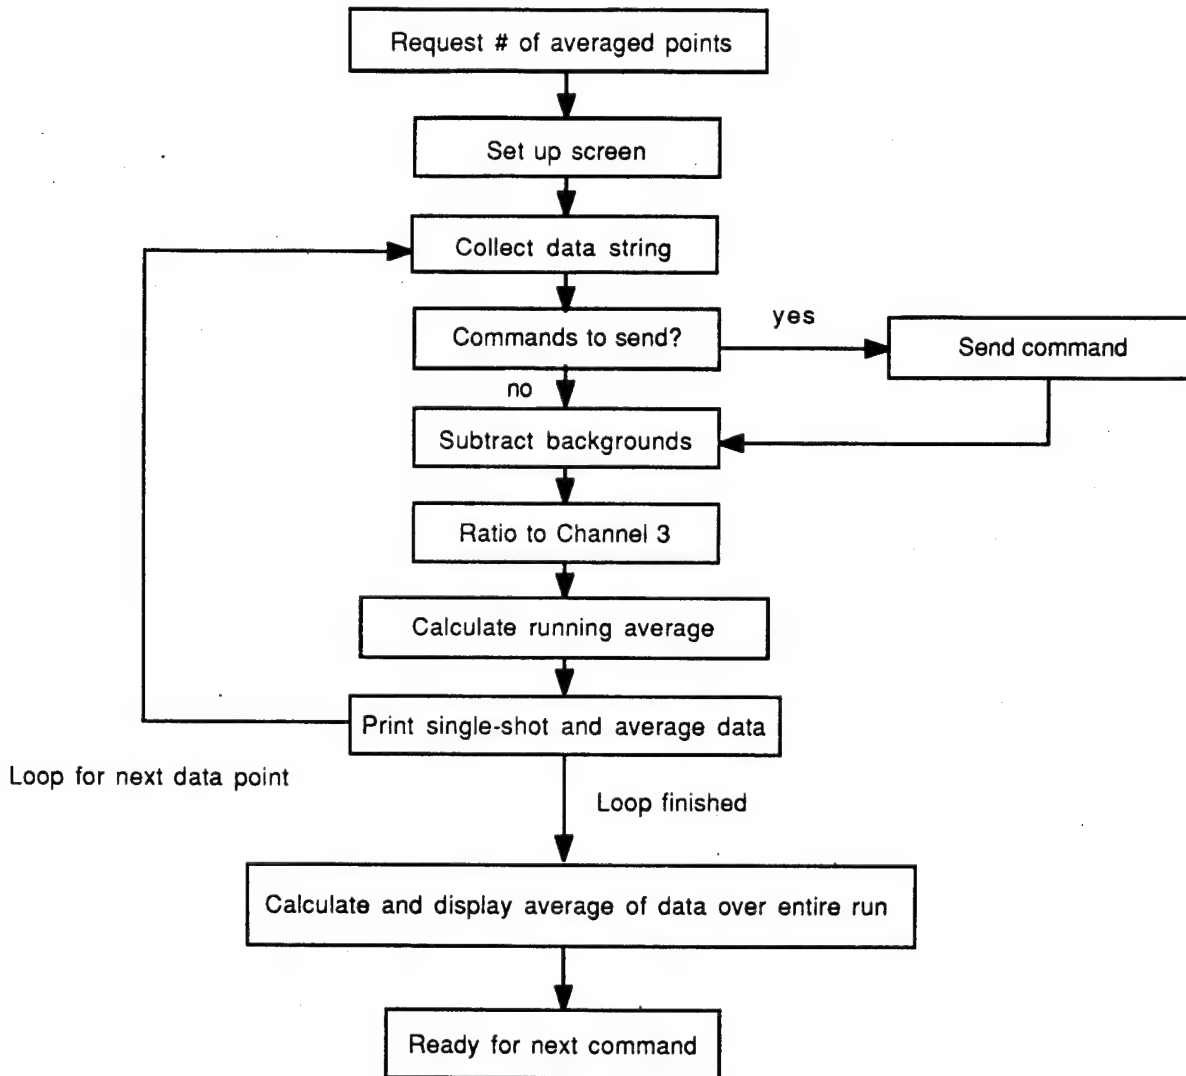 Request # of averaged points
Set up screen
Collect data string
Commands to send?
yes
Send command
no
Subtract backgrounds
Ratio to Channel 3
Calculate running average
Print single-shot and average data
Loop for next data point
Loop finished
Calculate and display average of data over entire run
Ready for next command